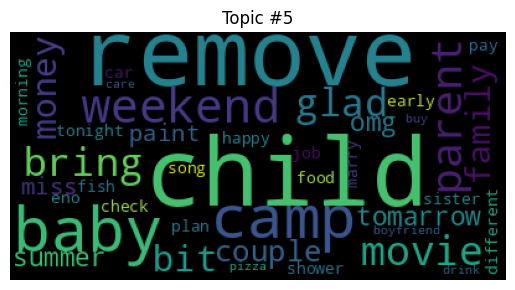 Topic #5
remove
child
baby
camp
weekend
movie
parent
family
money
glad
bring
omg
tomorrow
couple
bit
paint
miss
summer
early
pay
car
care
morning
tonight
happy
buy
song
job
food
marry
fish
eno
check
plan
sister
boyfriend
different
shower
pizza
drink